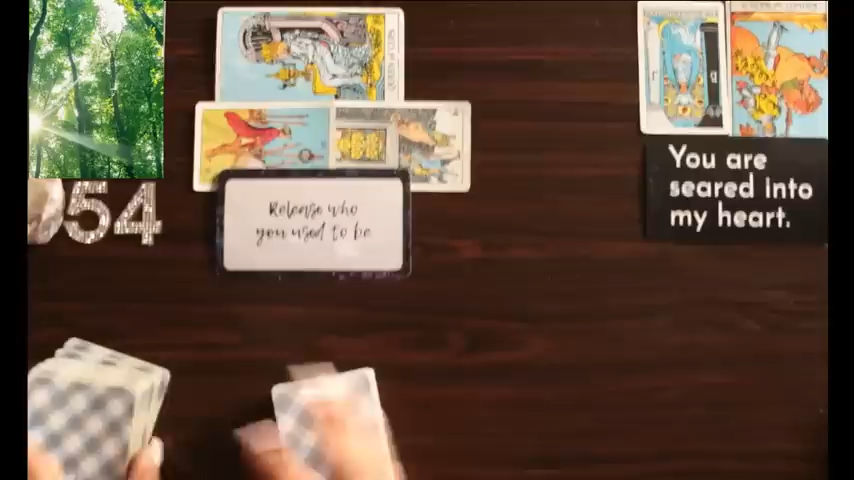 54
Release who
you used to be
You are
seared into
my heart.